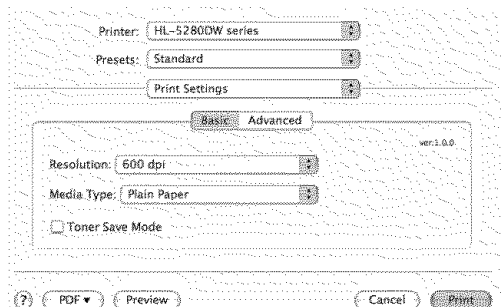 Printer: HL-5280DW series
Presets: Standard
Print Settings
Basic Advanced
ver.1.0.0
Resolution: 600 dpi
Media Type: Plain Paper
Toner Save Mode
? PDF ▼ Preview Cancel Print